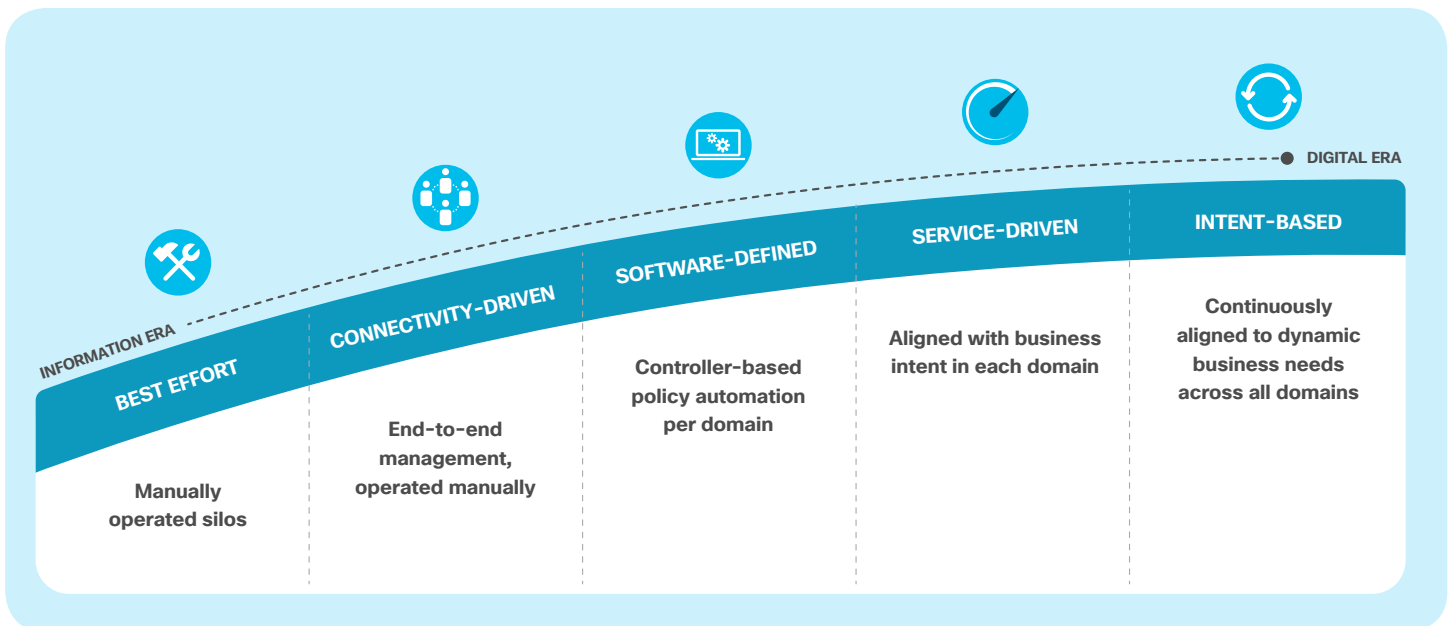 INFORMATION ERA
DIGITAL ERA
BEST EFFORT
Manually
operated silos
CONNECTIVITY-DRIVEN
End-to-end
management,
operated manually
SOFTWARE-DEFINED
Controller-based
policy automation
per domain
SERVICE-DRIVEN
Aligned with business
intent in each domain
INTENT-BASED
Continuously
aligned to dynamic
business needs
across all domains